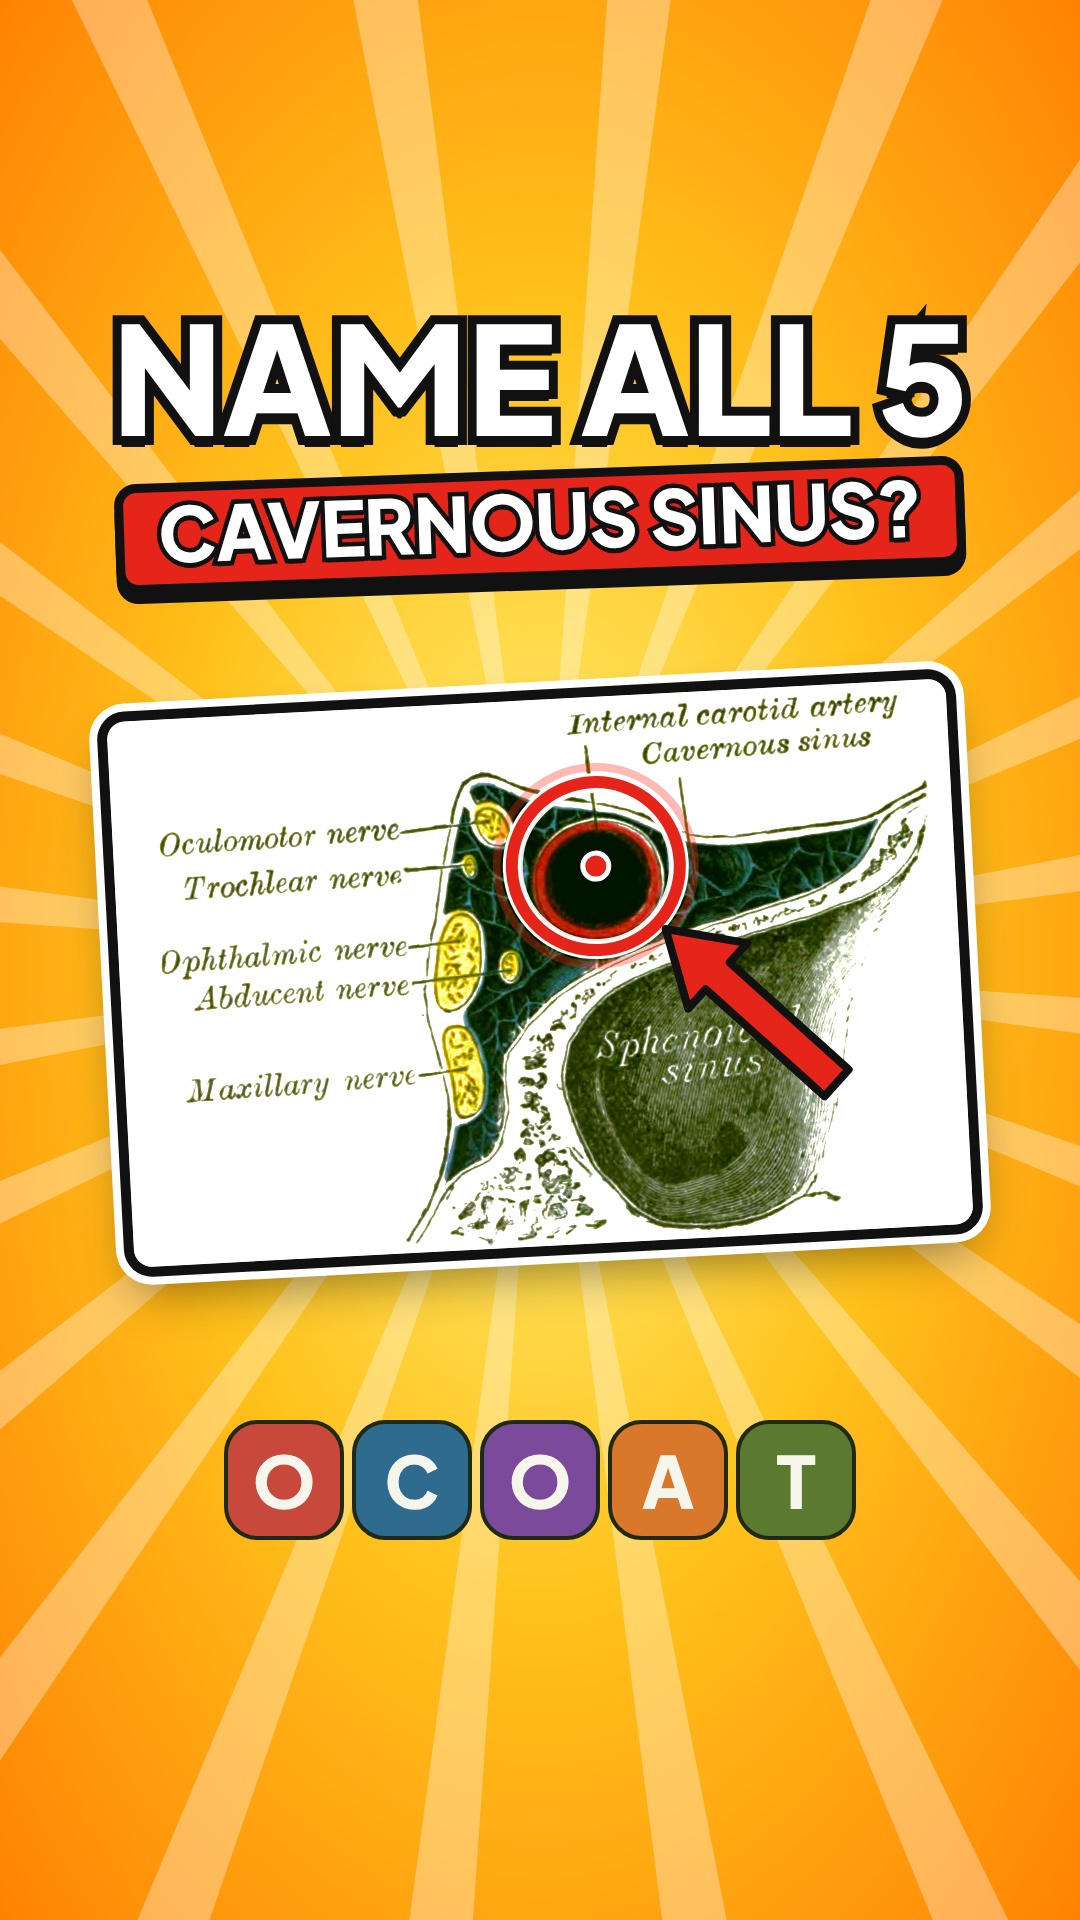 NAME ALL 5
CAVERNOUS SINUS?
Internal carotid artery
Cavernous sinus
Oculomotor nerve
Trochlear nerve
Ophthalmic nerve
Abducent nerve
Maxillary nerve
sinus
O C O A T